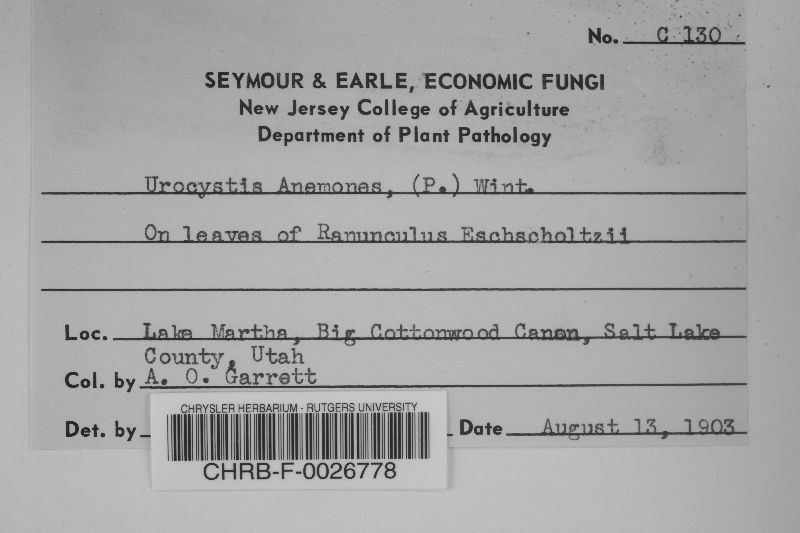 No. C 130
SEYMOUR & EARLE, ECONOMIC FUNGI
New Jersey College of Agriculture
Department of Plant Pathology
Urocystis Anemones, (P.) Wint.
On leaves of Ranunculus Eschscholtzii
Loc. Lake Martha, Big Cottonwood Canon, Salt Lake
County, Utah
Col. by A. O. Garrett
Det. by Date August 13, 1903
CHRYSLER HERBARIUM - RUTGERS UNIVERSITY
CHRB-F-0026778